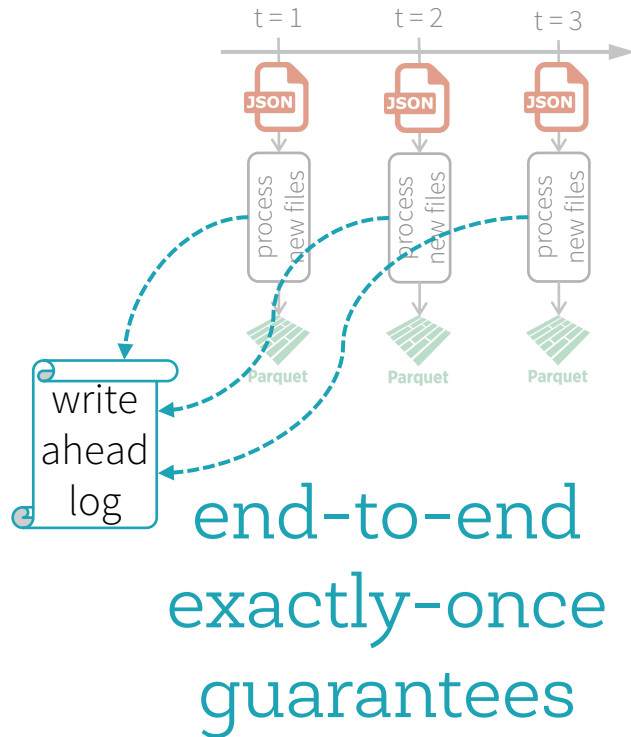 t = 1 t = 2 t = 3
JSON JSON JSON
process
new files
process
new files
process
new files
Parquet Parquet Parquet
write
ahead
log
end-to-end
exactly-once
guarantees